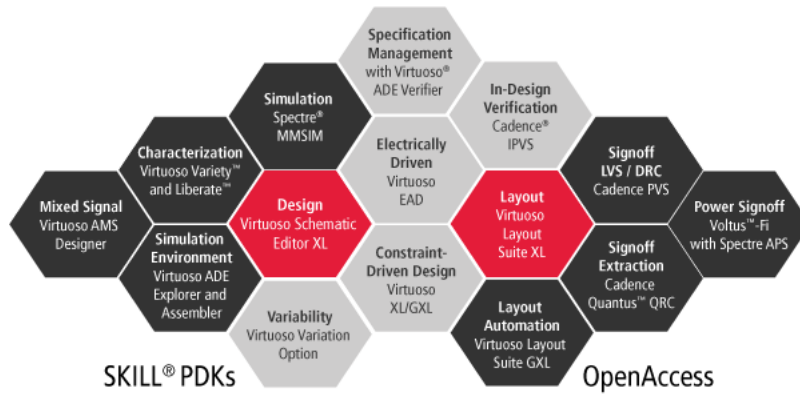 Specification
Management
with Virtuoso®
ADE Verifier
Simulation
Spectre®
MMSIM
In-Design
Verification
Cadence®
IPVS
Characterization
Virtuoso Variety™
and Liberate™
Electrically
Driven
Virtuoso
EAD
Signoff
LVS / DRC
Cadence PVS
Mixed Signal
Virtuoso AMS
Designer
Design
Virtuoso Schematic
Editor XL
Layout
Virtuoso
Layout
Suite XL
Power Signoff
Voltus™-Fi
with Spectre APS
Simulation
Environment
Virtuoso ADE
Explorer and
Assembler
Constraint-
Driven Design
Virtuoso
XL/GXL
Signoff
Extraction
Cadence
Quantus™ QRC
Variability
Virtuoso Variation
Option
Layout
Automation
Virtuoso Layout
Suite GXL
SKILL® PDKs
OpenAccess